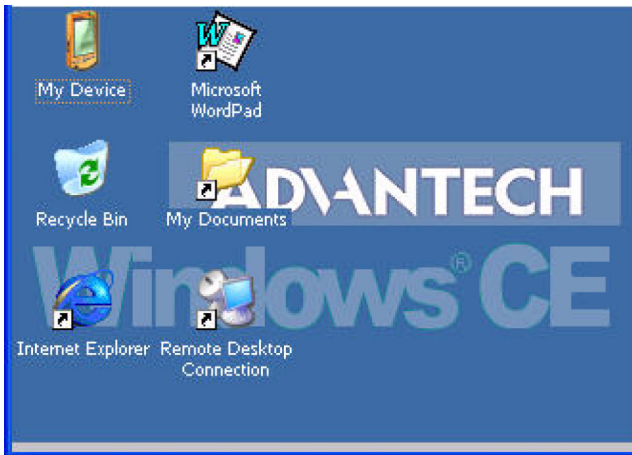 My Device
Microsoft
WordPad
ADVANTECH
Recycle Bin
My Documents
Windows® CE
Internet Explorer
Remote Desktop
Connection